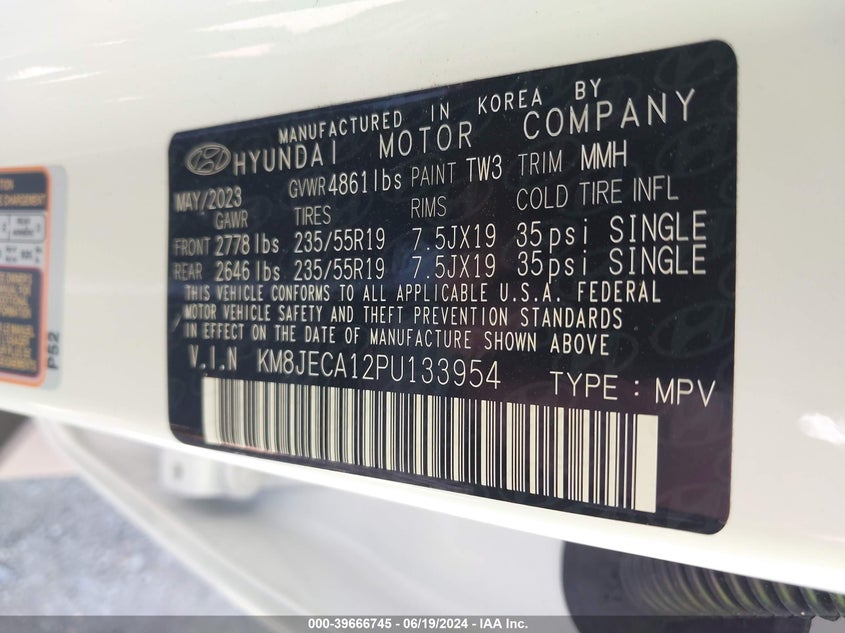 MANUFACTURED IN KOREA BY
HYUNDAI MOTOR COMPANY
MAY/2023 GVWR 4861lbs PAINT TW3 TRIM MMH
GAWR TIRES RIMS COLD TIRE INFL
FRONT 2778 lbs 235/55R19 7.5JX19 35psi SINGLE
REAR 2646 lbs 235/55R19 7.5JX19 35psi SINGLE
THIS VEHICLE CONFORMS TO ALL APPLICABLE U.S.A. FEDERAL
MOTOR VEHICLE SAFETY AND THEFT PREVENTION STANDARDS
IN EFFECT ON THE DATE OF MANUFACTURE SHOWN ABOVE
V.I.N KM8JECA12PU133954 TYPE : MPV
P52
000-39666745 - 06/19/2024 - IAA Inc.